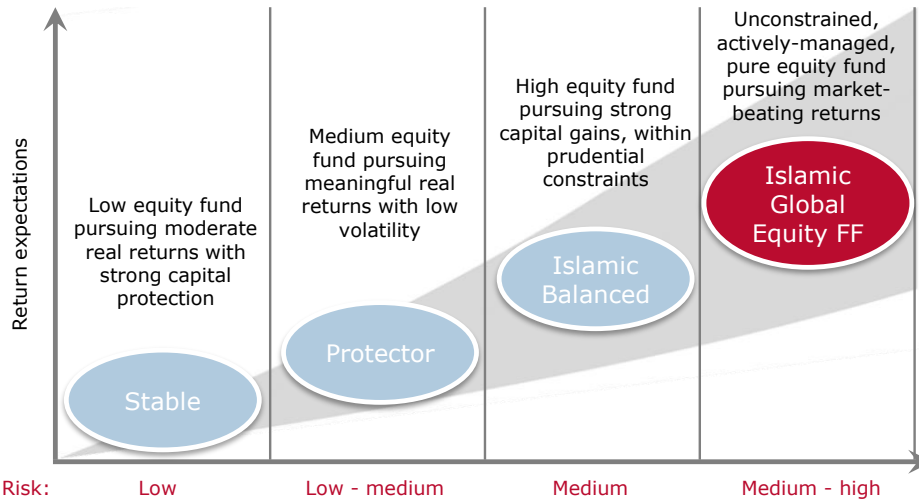 Return expectations
Low equity fund
pursuing moderate
real returns with
strong capital
protection
Stable
Medium equity
fund pursuing
meaningful real
returns with low
volatility
Protector
High equity fund
pursuing strong
capital gains, within
prudential
constraints
Islamic
Balanced
Unconstrained,
actively-managed,
pure equity fund
pursuing market-
beating returns
Islamic
Global
Equity FF
Risk: Low Low - medium Medium Medium - high